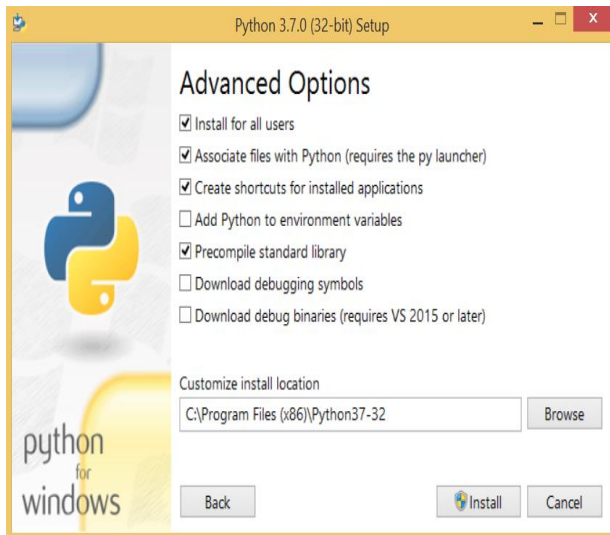 Python 3.7.0 (32-bit) Setup
Advanced Options
Install for all users
Associate files with Python (requires the py launcher)
Create shortcuts for installed applications
Add Python to environment variables
Precompile standard library
Download debugging symbols
Download debug binaries (requires VS 2015 or later)
Customize install location
C:\Program Files (x86)\Python37-32
Browse
python
for
windows
Back
Install
Cancel